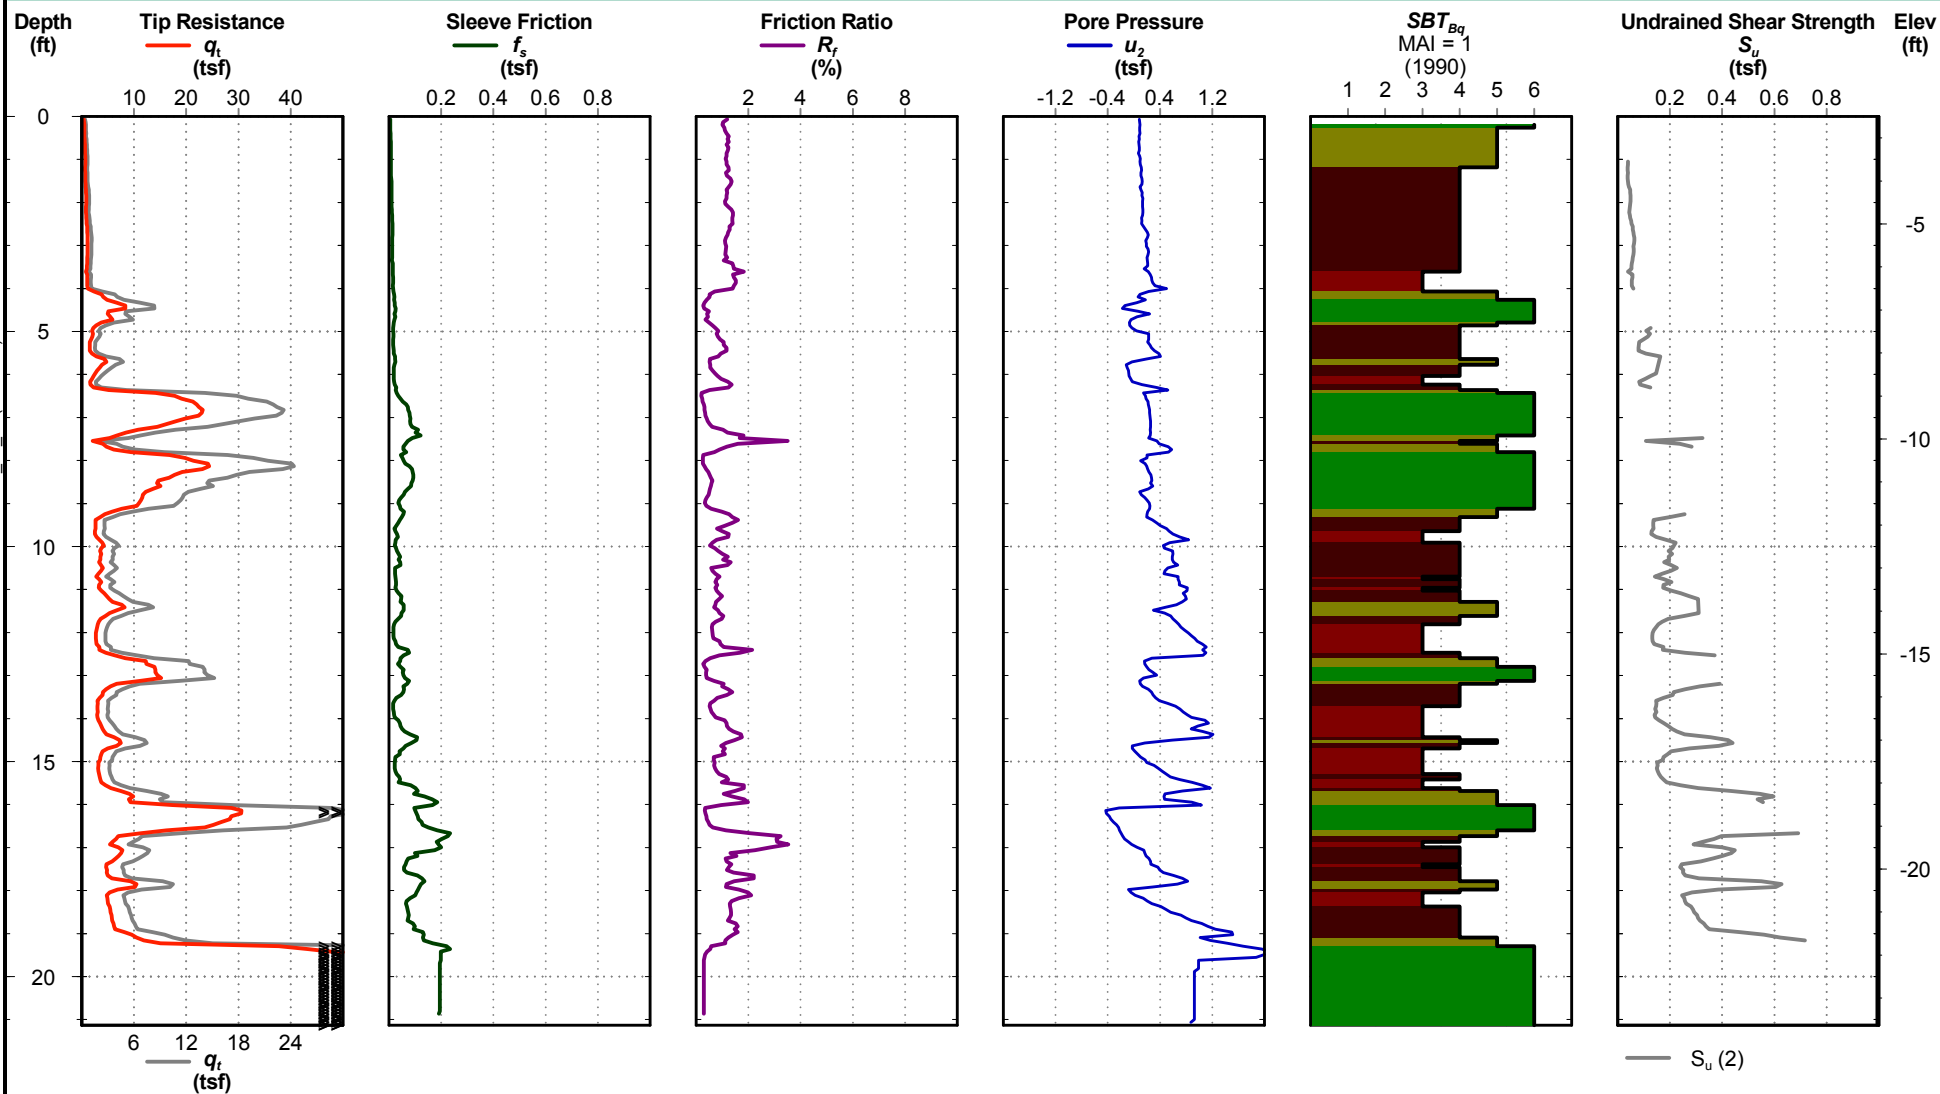 Depth
(ft)
Tip Resistance
qt
(tsf)
Sleeve Friction
fs
(tsf)
Friction Ratio
Rf
(%)
Pore Pressure
u2
(tsf)
SBTBq
MAI = 1
(1990)
Undrained Shear Strength
Su
(tsf)
Elev
(ft)
10 20 30 40
0.2 0.4 0.6 0.8
2 4 6 8
-1.2 -0.4 0.4 1.2
1 2 3 4 5 6
0.2 0.4 0.6 0.8
0
-5
5
-10
10
-15
15
>>
-20
20
6 12 18 24
qt
(tsf)
Su (2)